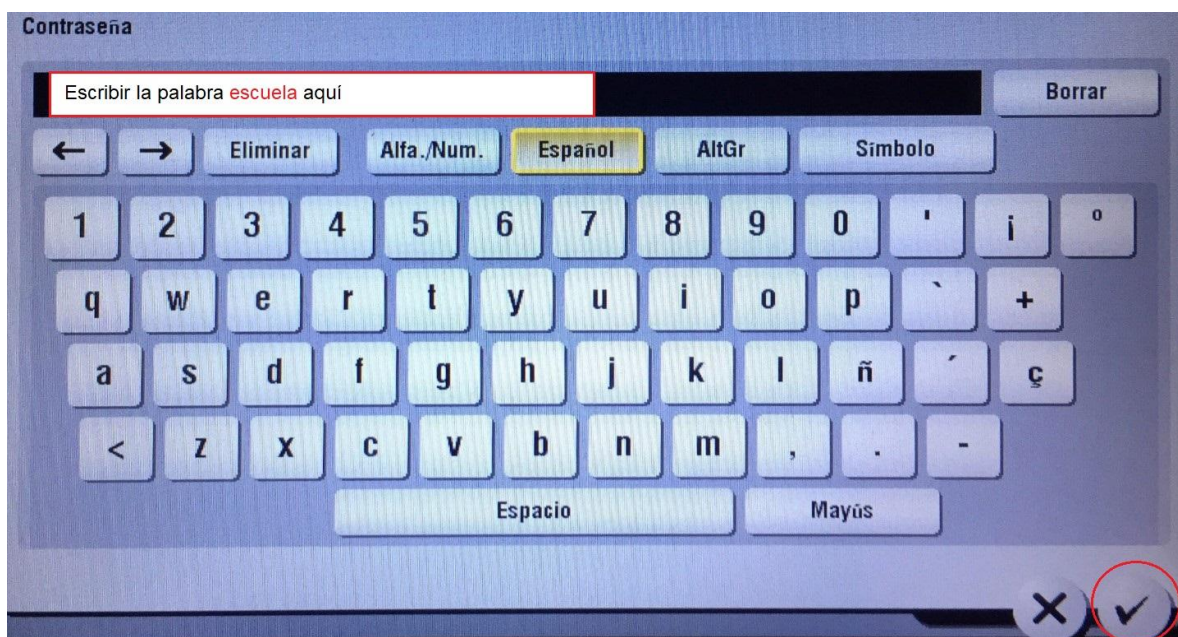 Contraseña
Escribir la palabra escuela aquí
Borrar
← → Eliminar Alfa./Num. Español AltGr Símbolo
1 2 3 4 5 6 7 8 9 0 ' ¡ º
q w e r t y u i o p ` +
a s d f g h j k l ñ ´ ç
< z x c v b n m , . -
Espacio Mayús